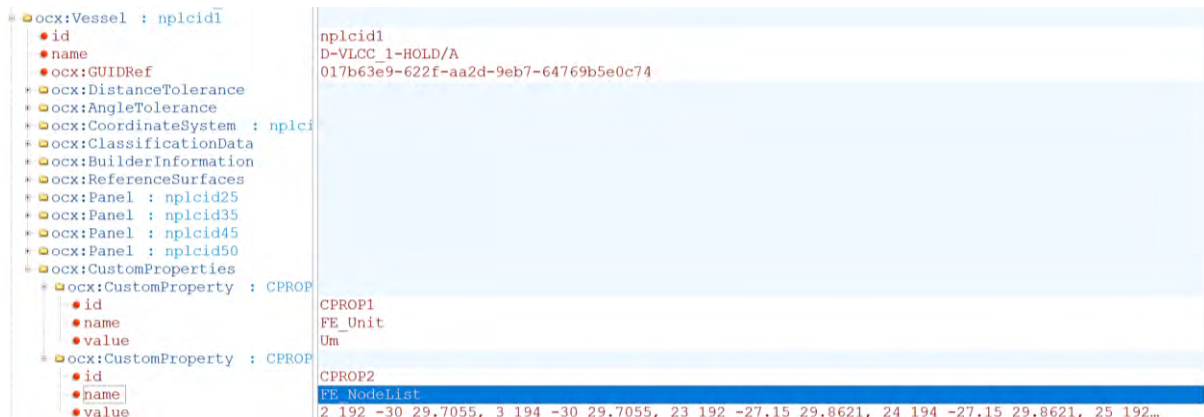 ocx:Vessel : nplcid1
id nplcid1
name D-VLCC_1-HOLD/A
ocx:GUIDRef 017b63e9-622f-aa2d-9eb7-64769b5e0c74
ocx:DistanceTolerance
ocx:AngleTolerance
ocx:CoordinateSystem : nplci
ocx:ClassificationData
ocx:BuilderInformation
ocx:ReferenceSurfaces
ocx:Panel : nplcid25
ocx:Panel : nplcid35
ocx:Panel : nplcid45
ocx:Panel : nplcid50
ocx:CustomProperties
ocx:CustomProperty : CPROP
id CPROP1
name FE_Unit
value Um
ocx:CustomProperty : CPROP
id CPROP2
name FE_NodeList
value 2 192 -30 29.7055, 3 194 -30 29.7055, 23 192 -27.15 29.8621, 24 194 -27.15 29.8621, 25 192…